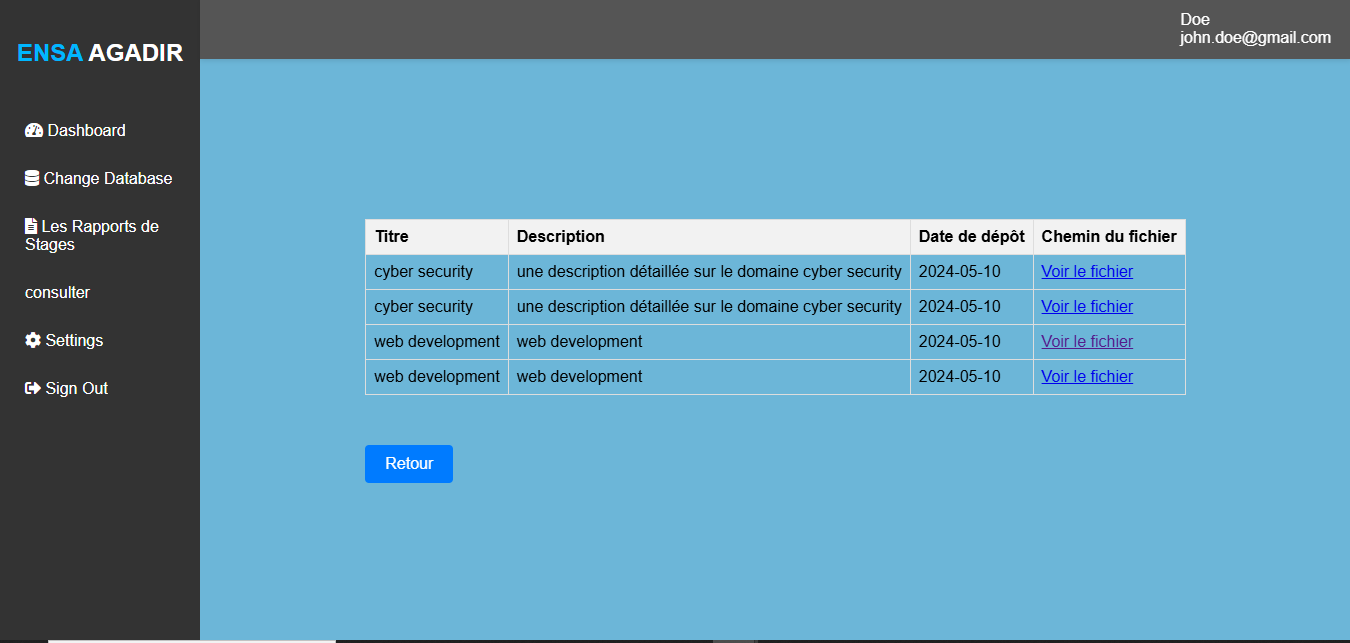 ENSA AGADIR
Doe
john.doe@gmail.com
Dashboard
Change Database
Les Rapports de
Stages
consulter
Settings
Sign Out
Titre Description Date de dépôt Chemin du fichier
cyber security une description détaillée sur le domaine cyber security 2024-05-10 Voir le fichier
cyber security une description détaillée sur le domaine cyber security 2024-05-10 Voir le fichier
web development web development 2024-05-10 Voir le fichier
web development web development 2024-05-10 Voir le fichier
Retour